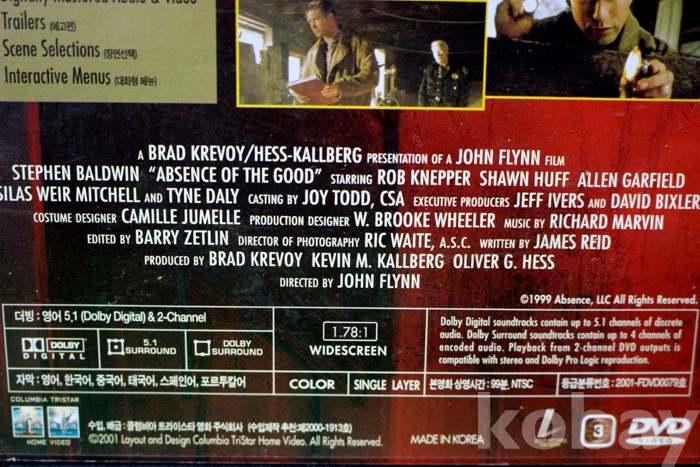 Digitally Mastered Audio & Video
Trailers (예고편)
Scene Selections (장면선택)
Interactive Menus (대화형 메뉴)
A BRAD KREVOY/HESS-KALLBERG PRESENTATION OF A JOHN FLYNN FILM
STEPHEN BALDWIN "ABSENCE OF THE GOOD" STARRING ROB KNEPPER SHAWN HUFF ALLEN GARFIELD
SILAS WEIR MITCHELL AND TYNE DALY CASTING BY JOY TODD, CSA EXECUTIVE PRODUCERS JEFF IVERS AND DAVID BIXLER
COSTUME DESIGNER CAMILLE JUMELLE PRODUCTION DESIGNER W. BROOKE WHEELER MUSIC BY RICHARD MARVIN
EDITED BY BARRY ZETLIN DIRECTOR OF PHOTOGRAPHY RIC WAITE, A.S.C. WRITTEN BY JAMES REID
PRODUCED BY BRAD KREVOY KEVIN M. KALLBERG OLIVER G. HESS
DIRECTED BY JOHN FLYNN
©1999 Absence, LLC All Rights Reserved.
더빙 : 영어 5.1 (Dolby Digital) & 2-Channel
DOLBY DIGITAL
5.1 SURROUND
DOLBY SURROUND
1.78:1
WIDESCREEN
Dolby Digital soundtracks contain up to 5.1 channels of discrete
audio. Dolby Surround soundtracks contain up to 4 channels of
encoded audio. Playback from 2-channel DVD outputs is
compatible with stereo and Dolby Pro Logic reproduction.
자막 : 영어, 한국어, 중국어, 태국어, 스페인어, 포르투칼어
COLOR
SINGLE LAYER
본영화 상영시간 : 99분, NTSC
등급분류번호 : 2001-FDVD0079호
COLUMBIA TRISTAR
HOME VIDEO
수입, 배급 : 콜럼비아 트라이스타 영화 주식회사 (수입제작 추천:제2000-1913호)
©2001 Layout and Design Columbia TriStar Home Video. All Rights Reserved.
MADE IN KOREA
3
DVD
VIDEO
kobay